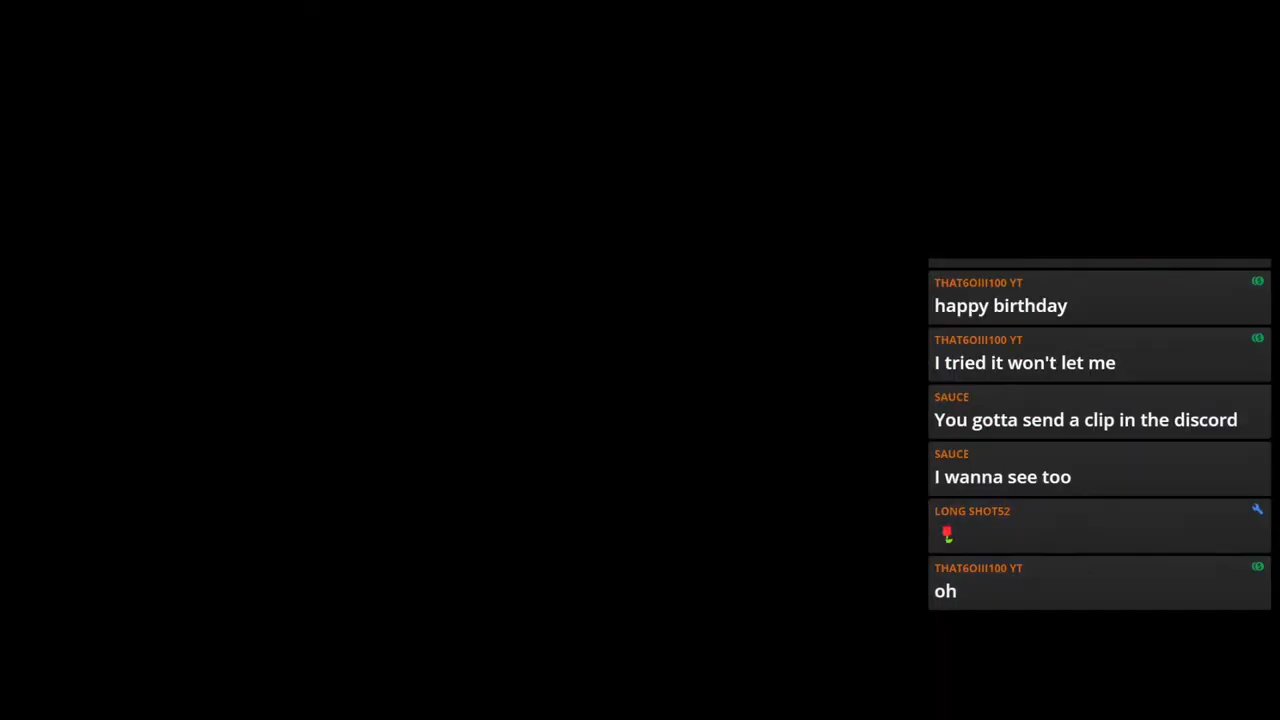 THAT6OIII100 YT
happy birthday
THAT6OIII100 YT
I tried it won't let me
SAUCE
You gotta send a clip in the discord
SAUCE
I wanna see too
LONG SHOT52
🌹
THAT6OIII100 YT
oh